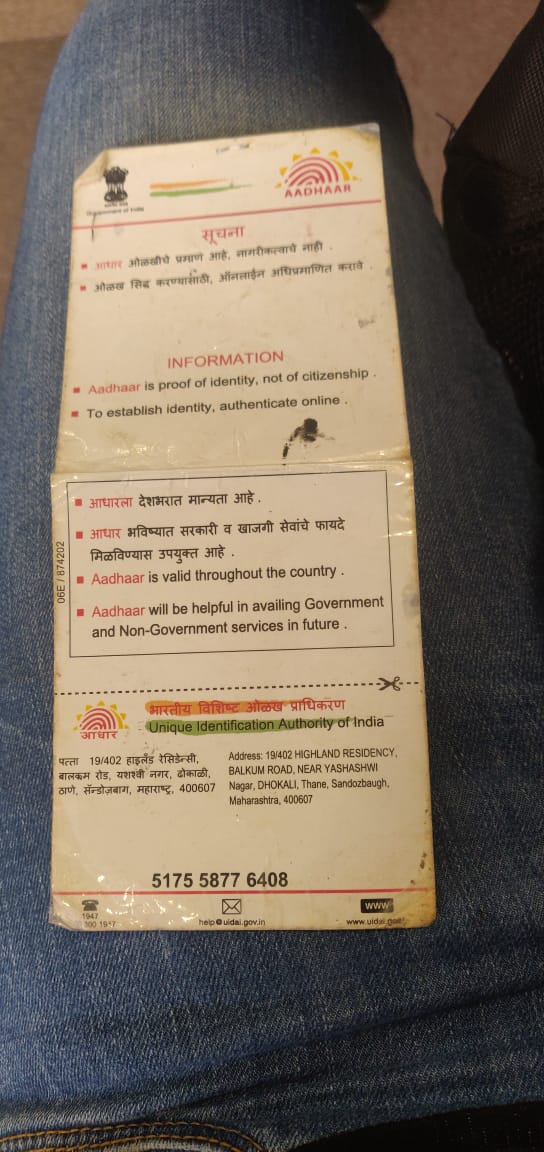 Government of India
AADHAAR
सूचना
आधार ओळखीचे प्रमाण आहे, नागरीकत्वाचे नाही .
ओळख सिद्ध करण्यासाठी, ऑनलाईन अधिप्रमाणित करावे .
INFORMATION
Aadhaar is proof of identity, not of citizenship .
To establish identity, authenticate online .
आधारला देशभरात मान्यता आहे .
आधार भविष्यात सरकारी व खाजगी सेवांचे फायदे
मिळविण्यास उपयुक्त आहे .
Aadhaar is valid throughout the country .
Aadhaar will be helpful in availing Government
and Non-Government services in future .
06E / 874202
आधार
भारतीय विशिष्ट ओळख प्राधिकरण
Unique Identification Authority of India
पत्ता 19/402 हाइलँड रेसिडेन्सी,
बालकम रोड, यशश्वी नगर, ढोकाळी,
ठाणे, सॅन्डोज़बाग, महाराष्ट्र, 400607
Address: 19/402 HIGHLAND RESIDENCY,
BALKUM ROAD, NEAR YASHASHWI
Nagar, DHOKALI, Thane, Sandozbaugh,
Maharashtra, 400607
5175 5877 6408
1947
300 1947
help@uidai.gov.in
WWW
www.uidai.gov.in